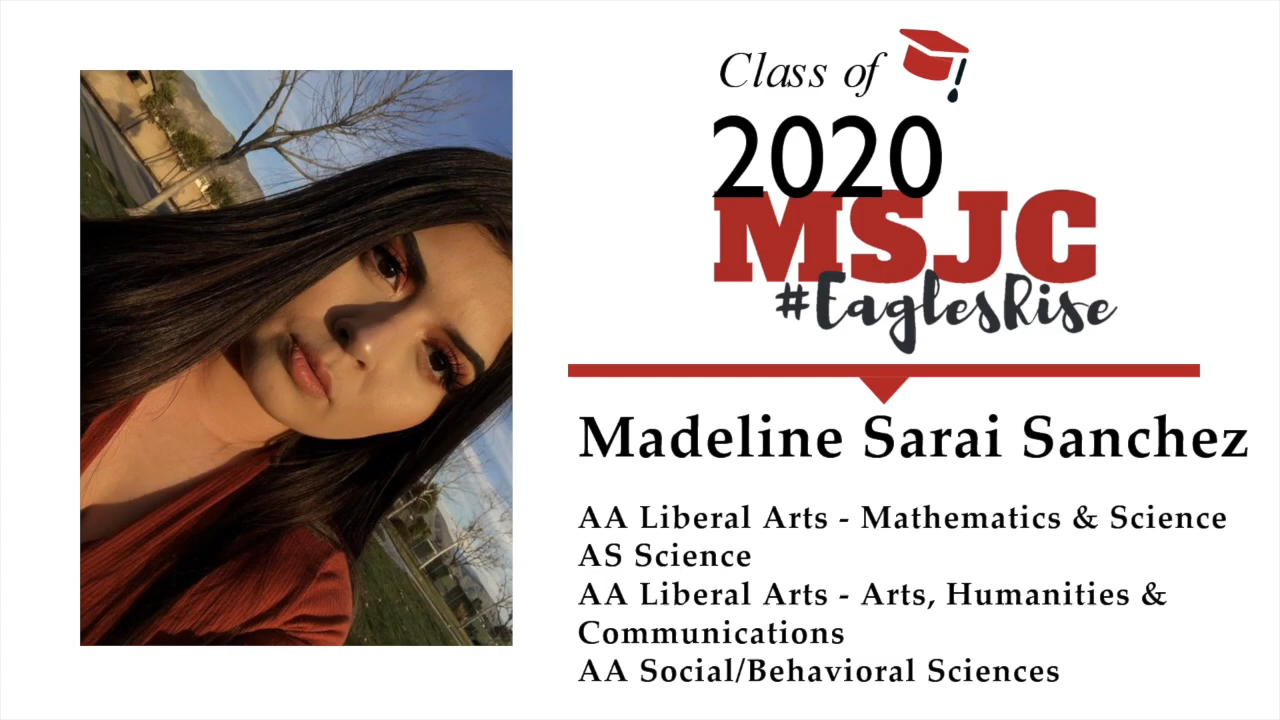 Class of
2020
MSJC
#EaglesRise
Madeline Sarai Sanchez
AA Liberal Arts - Mathematics & Science
AS Science
AA Liberal Arts - Arts, Humanities &
Communications
AA Social/Behavioral Sciences